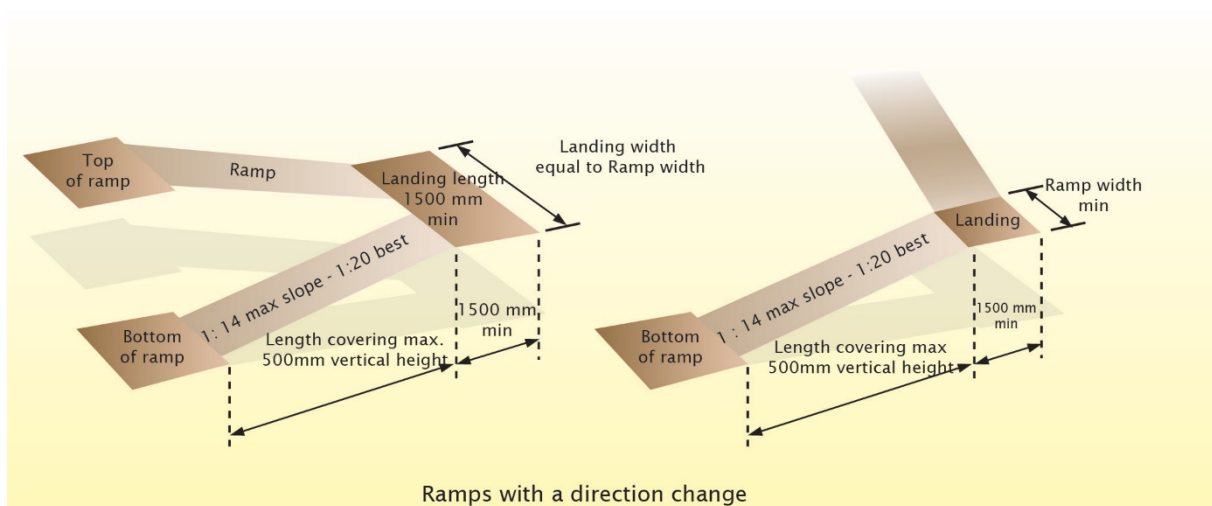 Top
of ramp
Ramp
Landing length
1500 mm
min
Landing width
equal to Ramp width
1: 14 max slope - 1:20 best
Bottom
of ramp
Length covering max.
500mm vertical height
1500 mm
min
Ramp width
min
Landing
1 : 14 max slope - 1:20 best
Bottom
of ramp
Length covering max
500mm vertical height
1500 mm
min
Ramps with a direction change